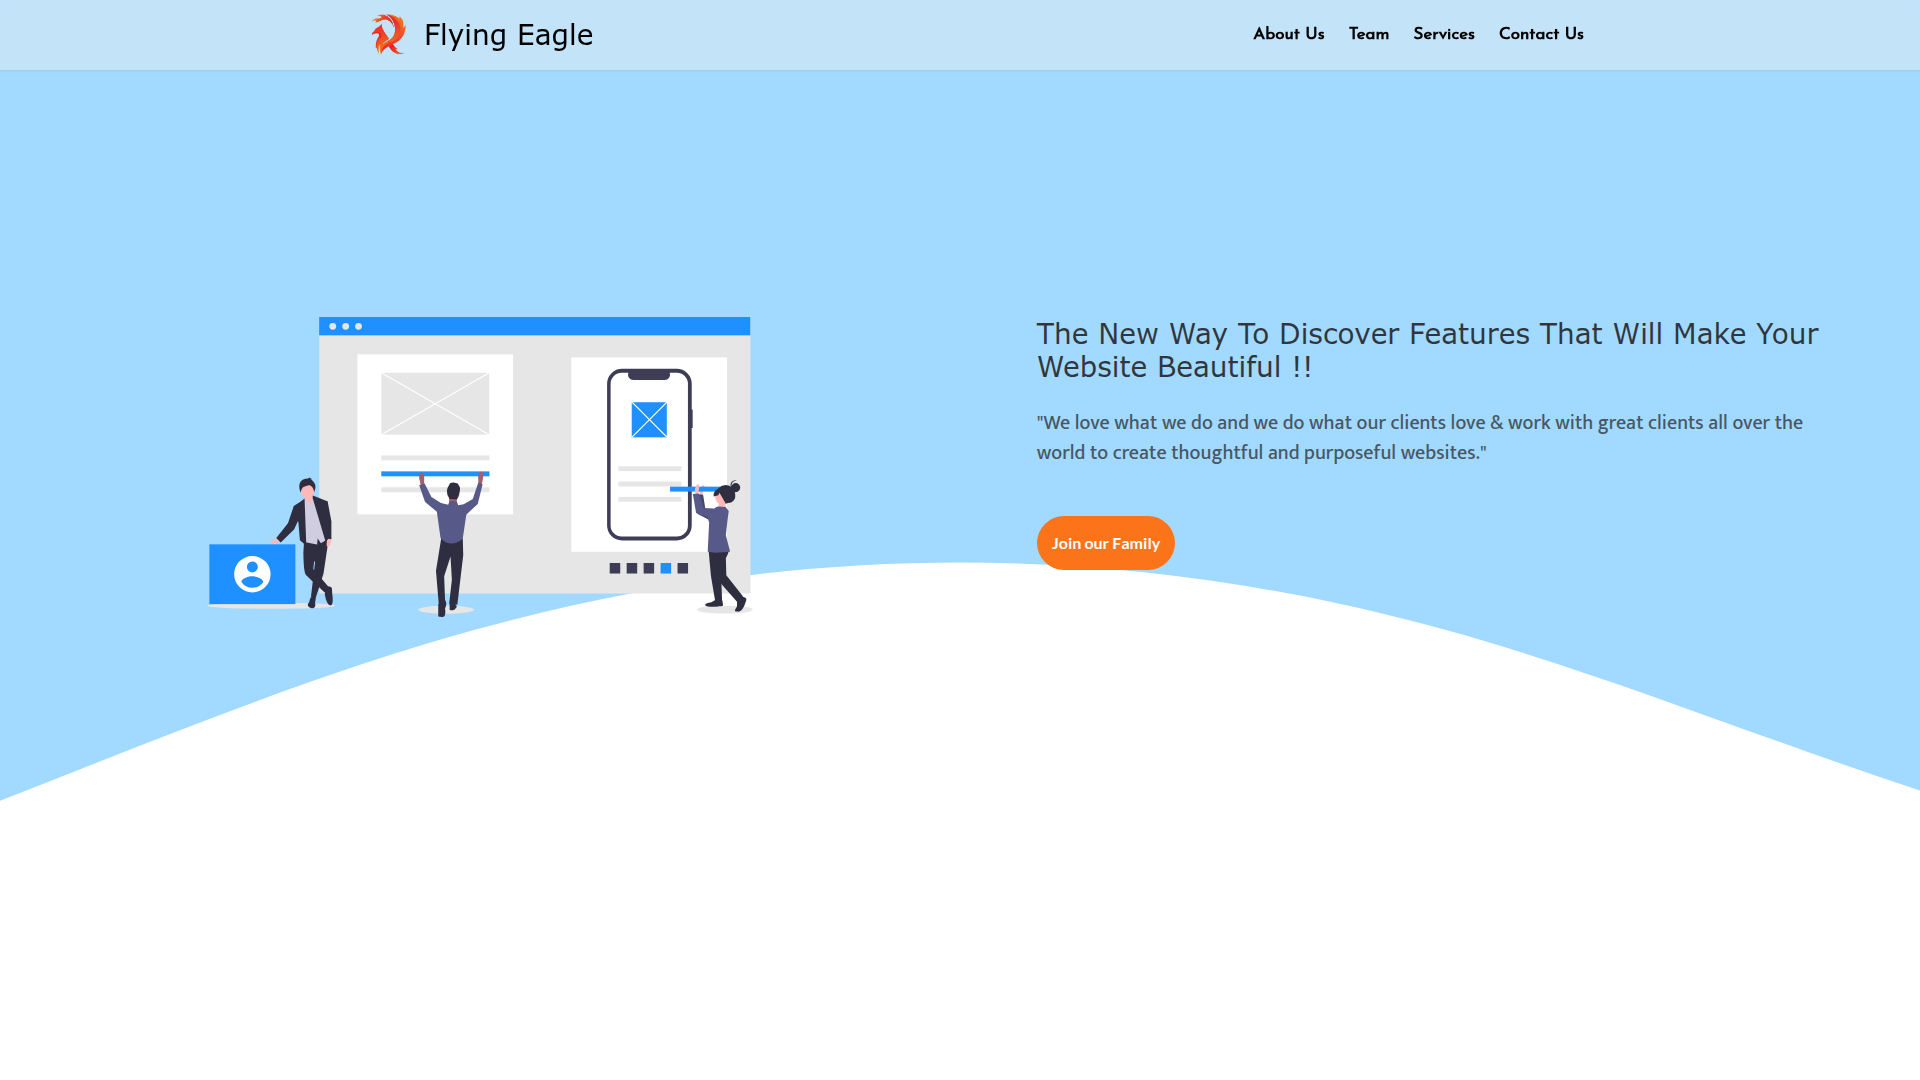 Flying Eagle
About Us
Team
Services
Contact Us
The New Way To Discover Features That Will Make Your
Website Beautiful !!
"We love what we do and we do what our clients love & work with great clients all over the
world to create thoughtful and purposeful websites."
Join our Family